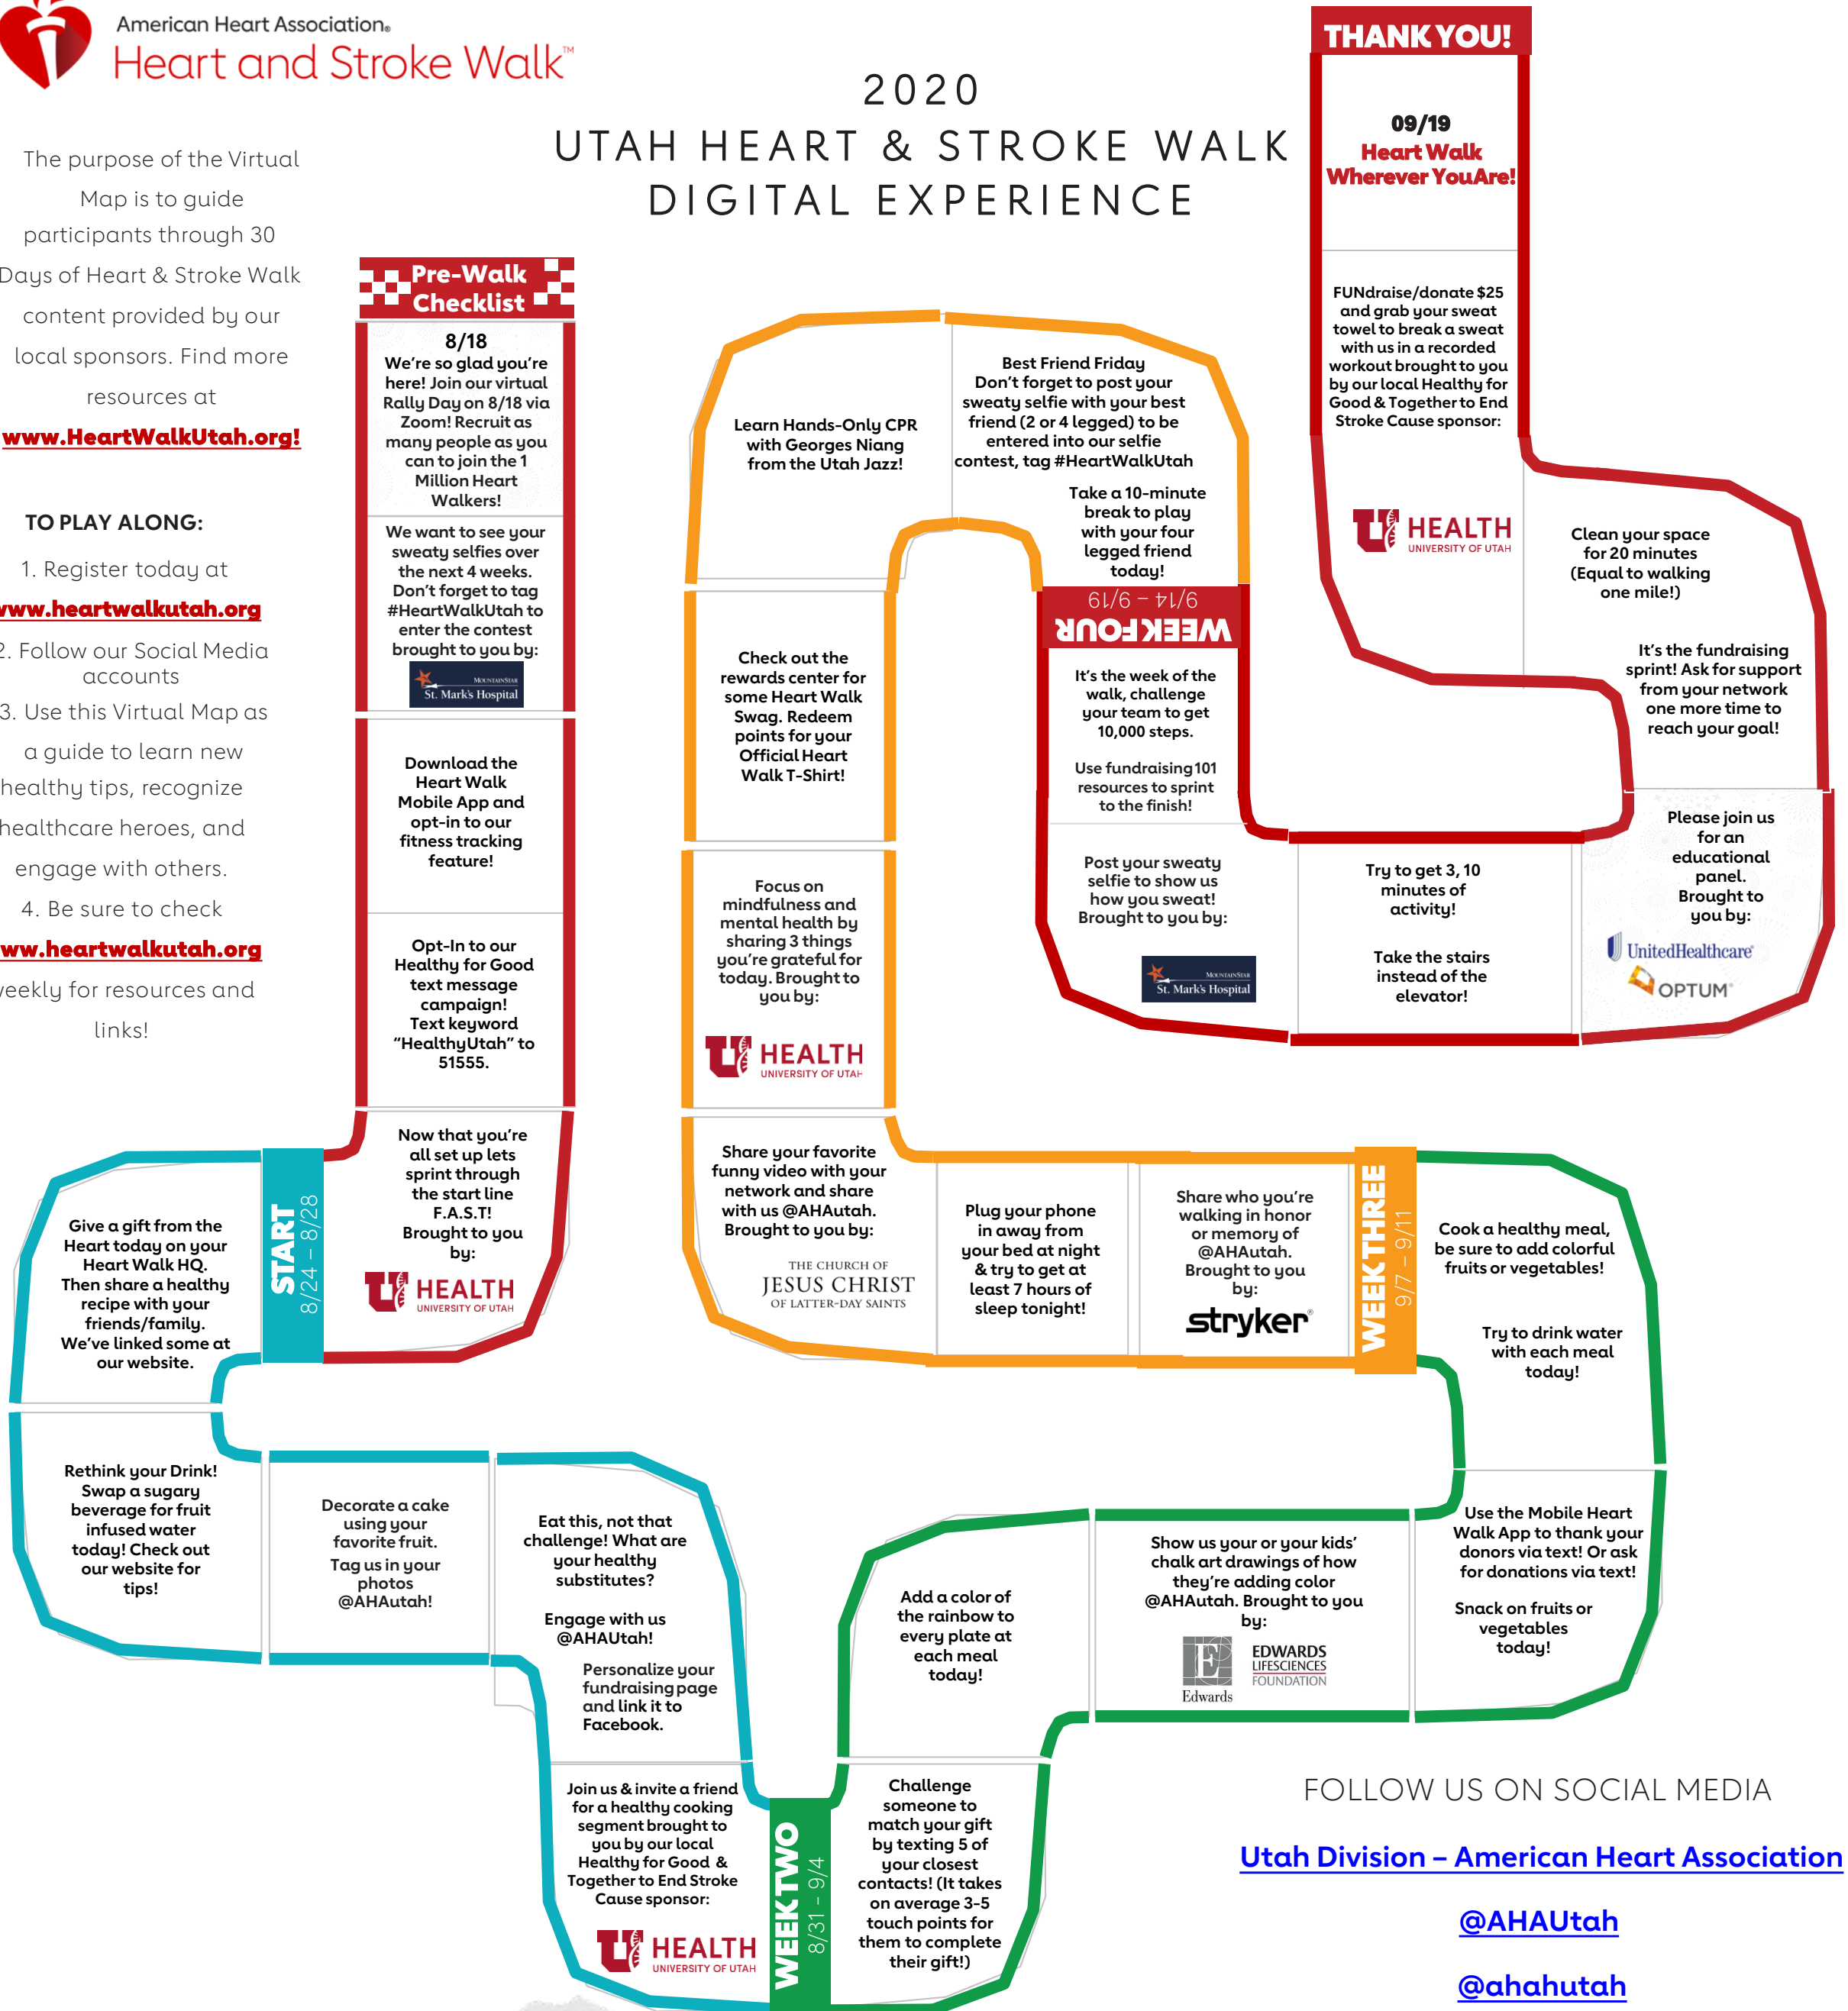 American Heart Association®
Heart and Stroke Walk™
2020
UTAH HEART & STROKE WALK
DIGITAL EXPERIENCE
The purpose of the Virtual
Map is to guide
participants through 30
Days of Heart & Stroke Walk
content provided by our
local sponsors. Find more
resources at
www.HeartWalkUtah.org!
TO PLAY ALONG:
1. Register today at
www.heartwalkutah.org
2. Follow our Social Media
accounts
3. Use this Virtual Map as
a guide to learn new
healthy tips, recognize
healthcare heroes, and
engage with others.
4. Be sure to check
ww.heartwalkutah.org
weekly for resources and
links!
Pre-Walk
Checklist
8/18
We're so glad you're
here! Join our virtual
Rally Day on 8/18 via
Zoom! Recruit as
many people as you
can to join the 1
Million Heart
Walkers!
We want to see your
sweaty selfies over
the next 4 weeks.
Don't forget to tag
#HeartWalkUtah to
enter the contest
brought to you by:
MOUNTAINSTAR
St. Mark's Hospital
Download the
Heart Walk
Mobile App and
opt-in to our
fitness tracking
feature!
Opt-In to our
Healthy for Good
text message
campaign!
Text keyword
"HealthyUtah" to
51555.
Now that you're
all set up lets
sprint through
the start line
F.A.S.T!
Brought to you
by:
U HEALTH
UNIVERSITY OF UTAH
START
8/24 – 8/28
Give a gift from the
Heart today on your
Heart Walk HQ.
Then share a healthy
recipe with your
friends/family.
We've linked some at
our website.
Rethink your Drink!
Swap a sugary
beverage for fruit
infused water
today! Check out
our website for
tips!
Decorate a cake
using your
favorite fruit.
Tag us in your
photos
@AHAutah!
Eat this, not that
challenge! What are
your healthy
substitutes?
Engage with us
@AHAUtah!
Personalize your
fundraising page
and link it to
Facebook.
Join us & invite a friend
for a healthy cooking
segment brought to
you by our local
Healthy for Good &
Together to End Stroke
Cause sponsor:
U HEALTH
UNIVERSITY OF UTAH
WEEK TWO
8/31 – 9/4
Challenge
someone to
match your gift
by texting 5 of
your closest
contacts! (It takes
on average 3-5
touch points for
them to complete
their gift!)
Add a color of
the rainbow to
every plate at
each meal
today!
Show us your or your kids'
chalk art drawings of how
they're adding color
@AHAutah. Brought to you
by:
E
Edwards
EDWARDS
LIFESCIENCES
FOUNDATION
Use the Mobile Heart
Walk App to thank your
donors via text! Or ask
for donations via text!
Snack on fruits or
vegetables
today!
Cook a healthy meal,
be sure to add colorful
fruits or vegetables!
Try to drink water
with each meal
today!
WEEK THREE
9/7 – 9/11
Share who you're
walking in honor
or memory of
@AHAutah.
Brought to you
by:
stryker®
Plug your phone
in away from
your bed at night
& try to get at
least 7 hours of
sleep tonight!
Share your favorite
funny video with your
network and share
with us @AHAutah.
Brought to you by:
THE CHURCH OF
JESUS CHRIST
OF LATTER-DAY SAINTS
Focus on
mindfulness and
mental health by
sharing 3 things
you're grateful for
today. Brought to
you by:
U HEALTH
UNIVERSITY OF UTAH
Check out the
rewards center for
some Heart Walk
Swag. Redeem
points for your
Official Heart
Walk T-Shirt!
Learn Hands-Only CPR
with Georges Niang
from the Utah Jazz!
Best Friend Friday
Don't forget to post your
sweaty selfie with your best
friend (2 or 4 legged) to be
entered into our selfie
contest, tag #HeartWalkUtah
Take a 10-minute
break to play
with your four
legged friend
today!
WEEK FOUR
9/14 – 9/19
It's the week of the
walk, challenge
your team to get
10,000 steps.
Use fundraising 101
resources to sprint
to the finish!
Post your sweaty
selfie to show us
how you sweat!
Brought to you by:
MOUNTAINSTAR
St. Mark's Hospital
Try to get 3, 10
minutes of
activity!
Take the stairs
instead of the
elevator!
Please join us
for an
educational
panel.
Brought to
you by:
UnitedHealthcare®
OPTUM®
It's the fundraising
sprint! Ask for support
from your network
one more time to
reach your goal!
Clean your space
for 20 minutes
(Equal to walking
one mile!)
FUNdraise/donate $25
and grab your sweat
towel to break a sweat
with us in a recorded
workout brought to you
by our local Healthy for
Good & Together to End
Stroke Cause sponsor:
U HEALTH
UNIVERSITY OF UTAH
09/19
Heart Walk
Wherever You Are!
THANK YOU!
FOLLOW US ON SOCIAL MEDIA
Utah Division – American Heart Association
@AHAUtah
@ahahutah